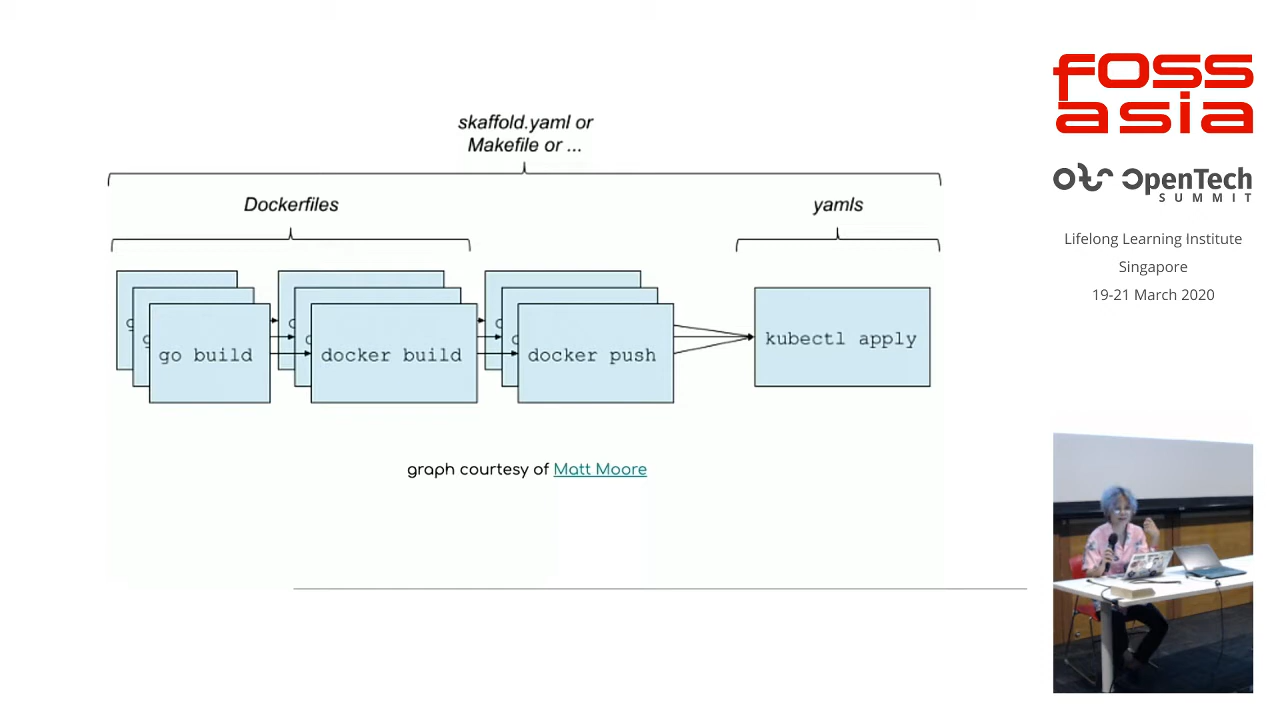 skaffold.yaml or
Makefile or ...
Dockerfiles
yamls
go build
docker build
docker push
kubectl apply
graph courtesy of Matt Moore
foss
asia
OpenTech
SUMMIT
Lifelong Learning Institute
Singapore
19-21 March 2020